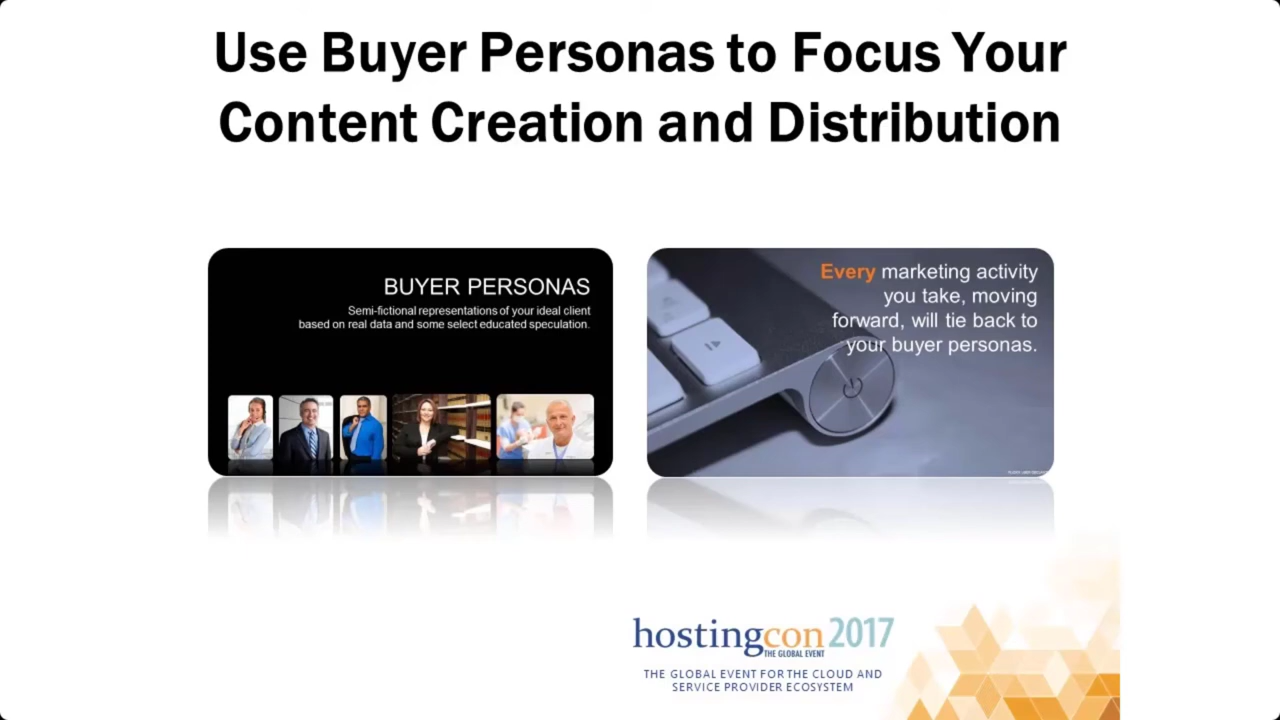 Use Buyer Personas to Focus Your
Content Creation and Distribution
BUYER PERSONAS
Semi-fictional representations of your ideal client
based on real data and some select educated speculation.
Every marketing activity
you take, moving
forward, will tie back to
your buyer personas.
hostingcon 2017
THE GLOBAL EVENT
THE GLOBAL EVENT FOR THE CLOUD AND
SERVICE PROVIDER ECOSYSTEM